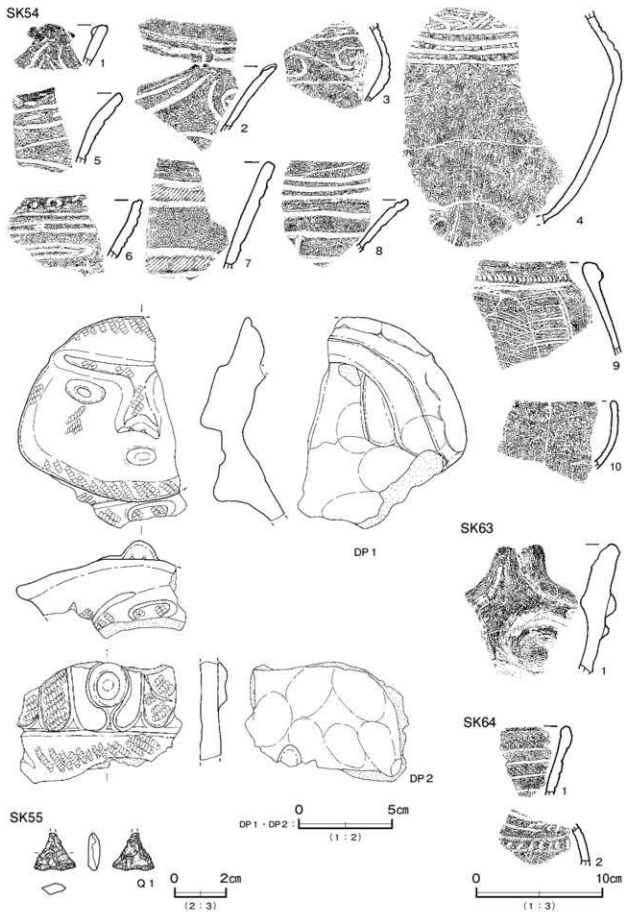 SK54
1
2
3
4
5
6
7
8
9
10
DP1
DP2
SK63
1
SK64
1
2
SK55
Q1
DP1・DP2：
0 5cm
(1：2)
0 2cm
(2：3)
0 10cm
(1：3)